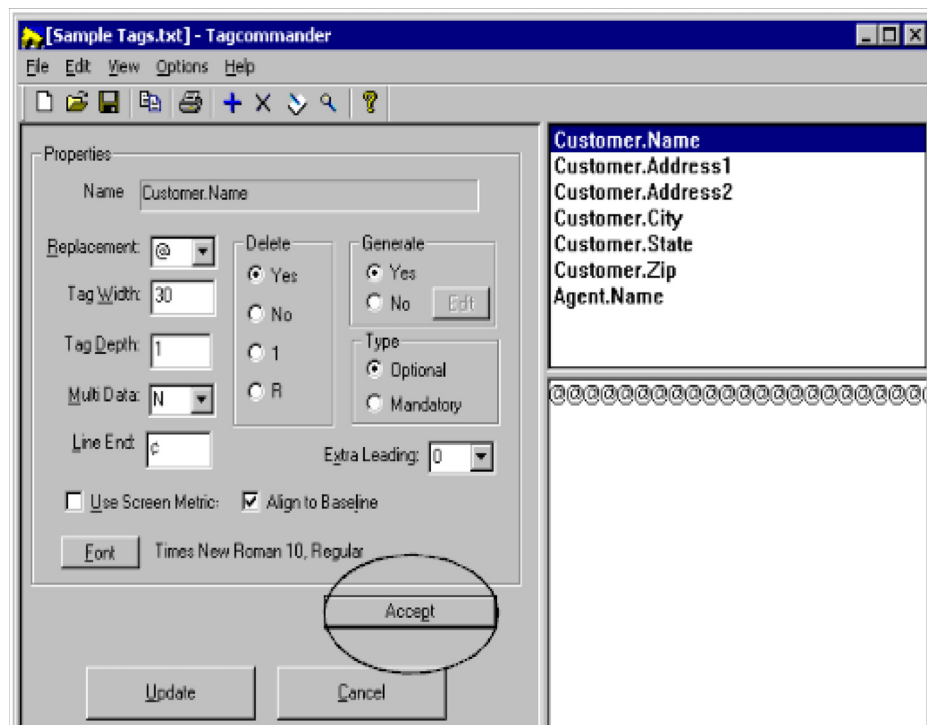 [Sample Tags.txt] - Tagcommander
File Edit View Options Help
Properties
Name Customer.Name
Replacement: @
Tag Width: 30
Tag Depth: 1
Multi Data: N
Line End: ¢
Delete
Yes
No
1
R
Generate
Yes
No Edt
Type
Optional
Mandatory
Extra Leading: 0
Use Screen Metric: Align to Baseline
Font Times New Roman 10, Regular
Accept
Update Cancel
Customer.Name
Customer.Address1
Customer.Address2
Customer.City
Customer.State
Customer.Zip
Agent.Name
@@@@@@@@@@@@@@@@@@@@@@@@